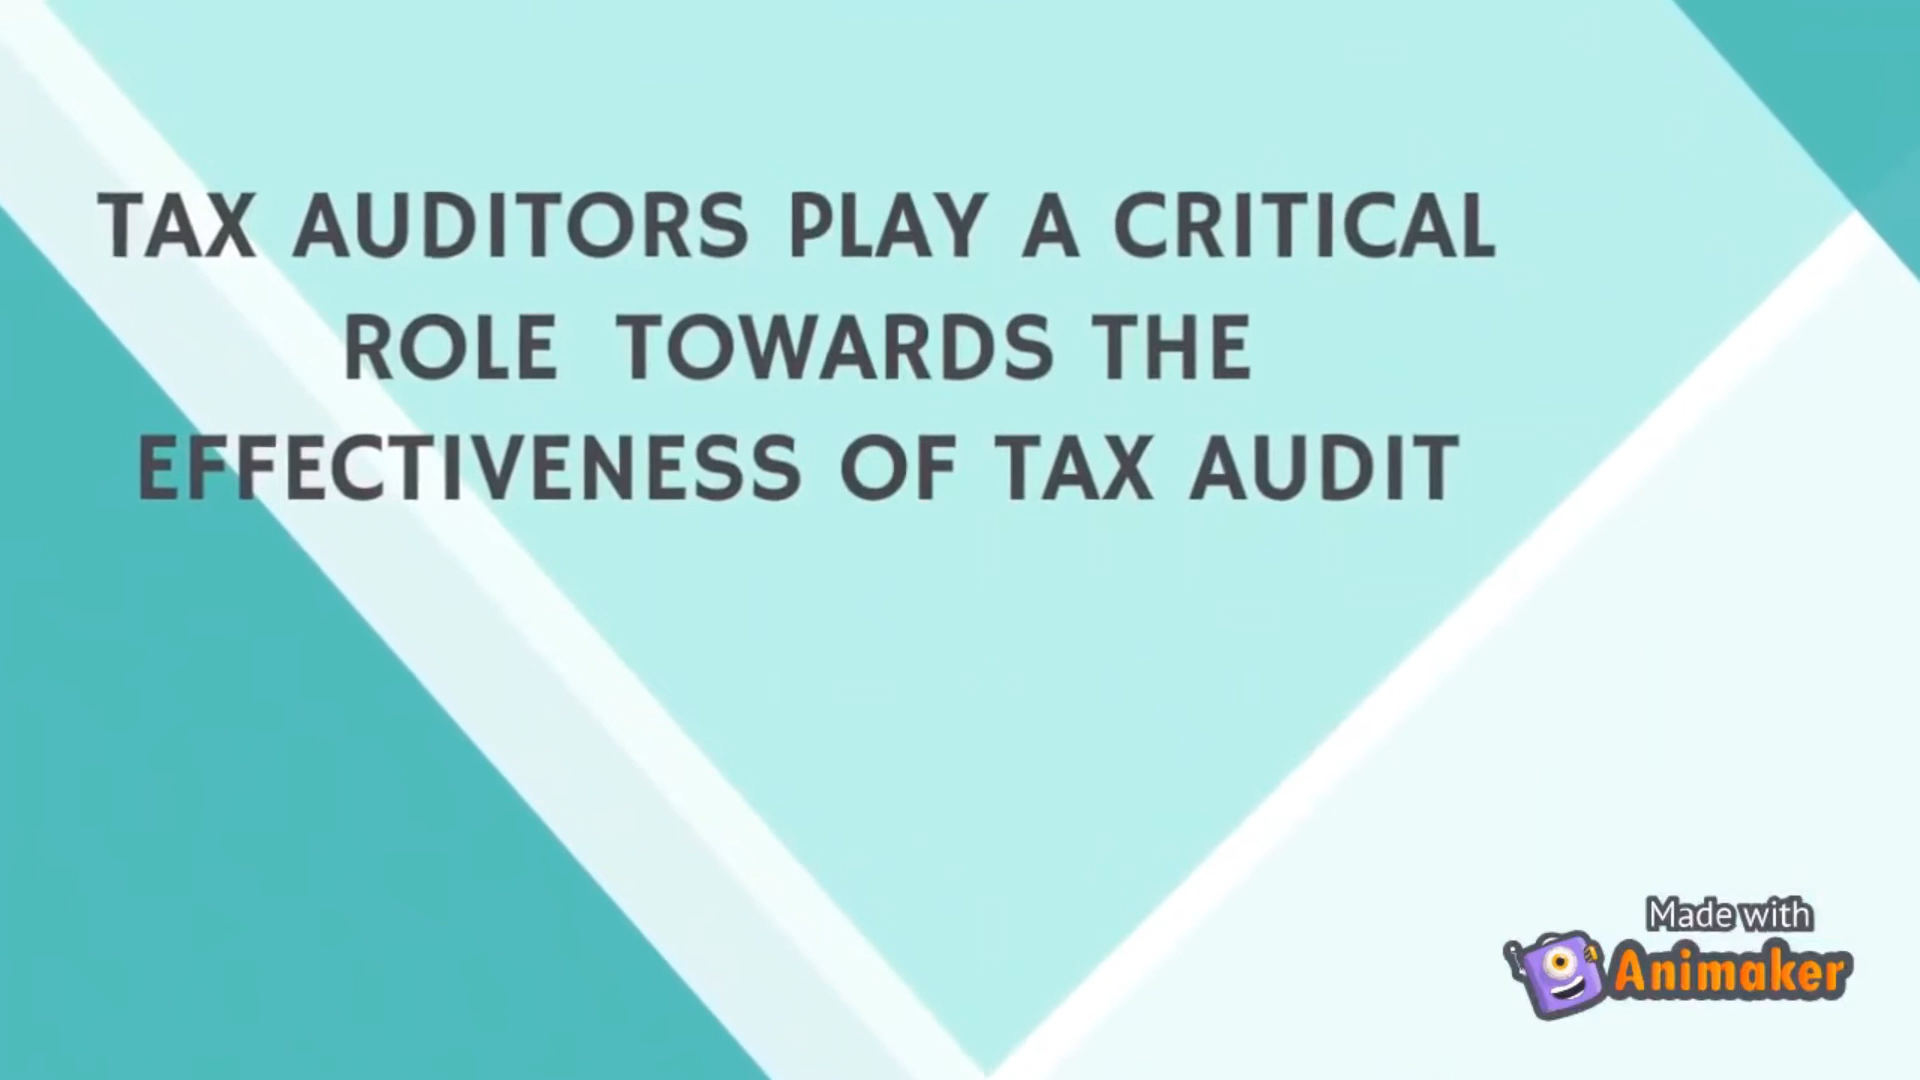 TAX AUDITORS PLAY A CRITICAL
ROLE TOWARDS THE
EFFECTIVENESS OF TAX AUDIT
Made with
Animaker